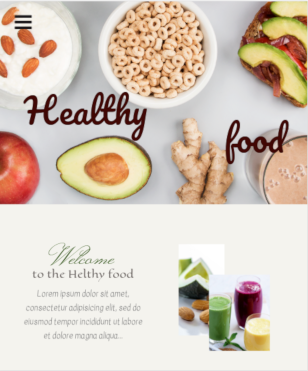 Healthy
food
Welcome
to the Helthy food
Lorem ipsum dolor sit amet,
consectetur adipisicing elit, sed do
eiusmod tempor incididunt ut labore
et dolore magna aliqua...